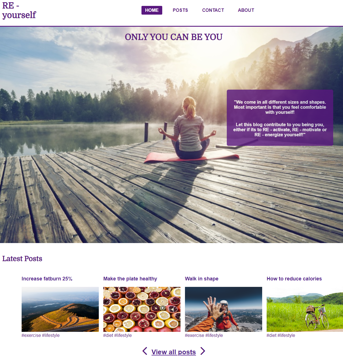 RE -
yourself
HOME POSTS CONTACT ABOUT
ONLY YOU CAN BE YOU
"We come in all different sizes and shapes.
Most important is that you feel comfortable
with yourself!
Let this blog contribute to you being you,
either if its to RE - activate, RE - motivate or
RE - energize yourself!"
Latest Posts
Increase fatburn 25% Make the plate healthy Walk in shape How to reduce calories
#exercise #lifestyle #diet #lifestyle #exercise #lifestyle #diet #lifestyle
View all posts